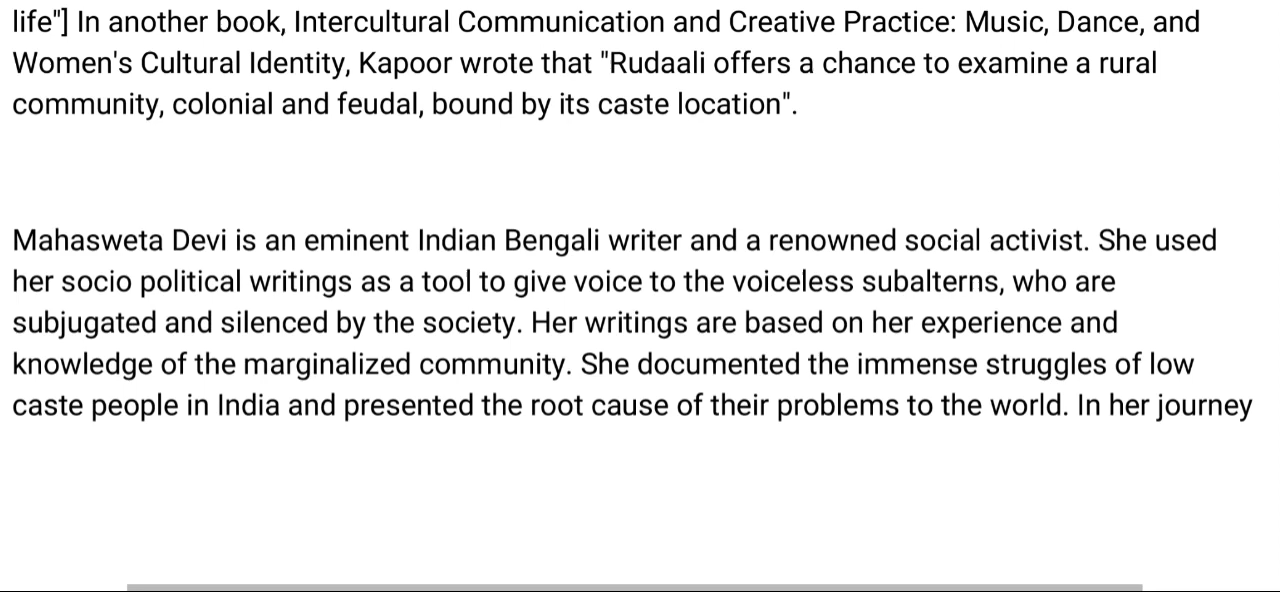 life"] In another book, Intercultural Communication and Creative Practice: Music, Dance, and
Women's Cultural Identity, Kapoor wrote that "Rudaali offers a chance to examine a rural
community, colonial and feudal, bound by its caste location".
Mahasweta Devi is an eminent Indian Bengali writer and a renowned social activist. She used
her socio political writings as a tool to give voice to the voiceless subalterns, who are
subjugated and silenced by the society. Her writings are based on her experience and
knowledge of the marginalized community. She documented the immense struggles of low
caste people in India and presented the root cause of their problems to the world. In her journey